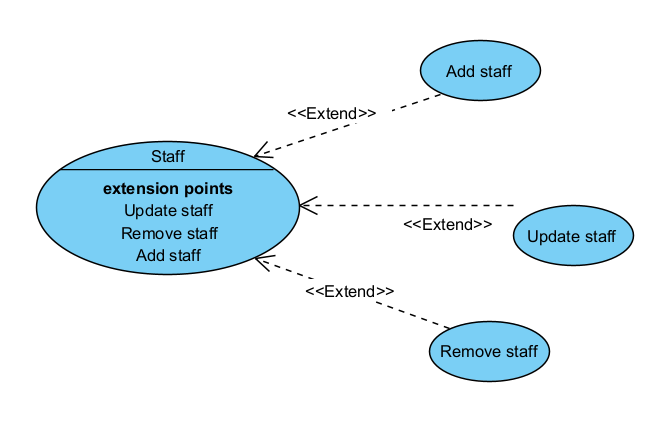 Add staff
<<Extend>>
Staff
extension points
Update staff
Remove staff
Add staff
<<Extend>>
Update staff
<<Extend>>
Remove staff